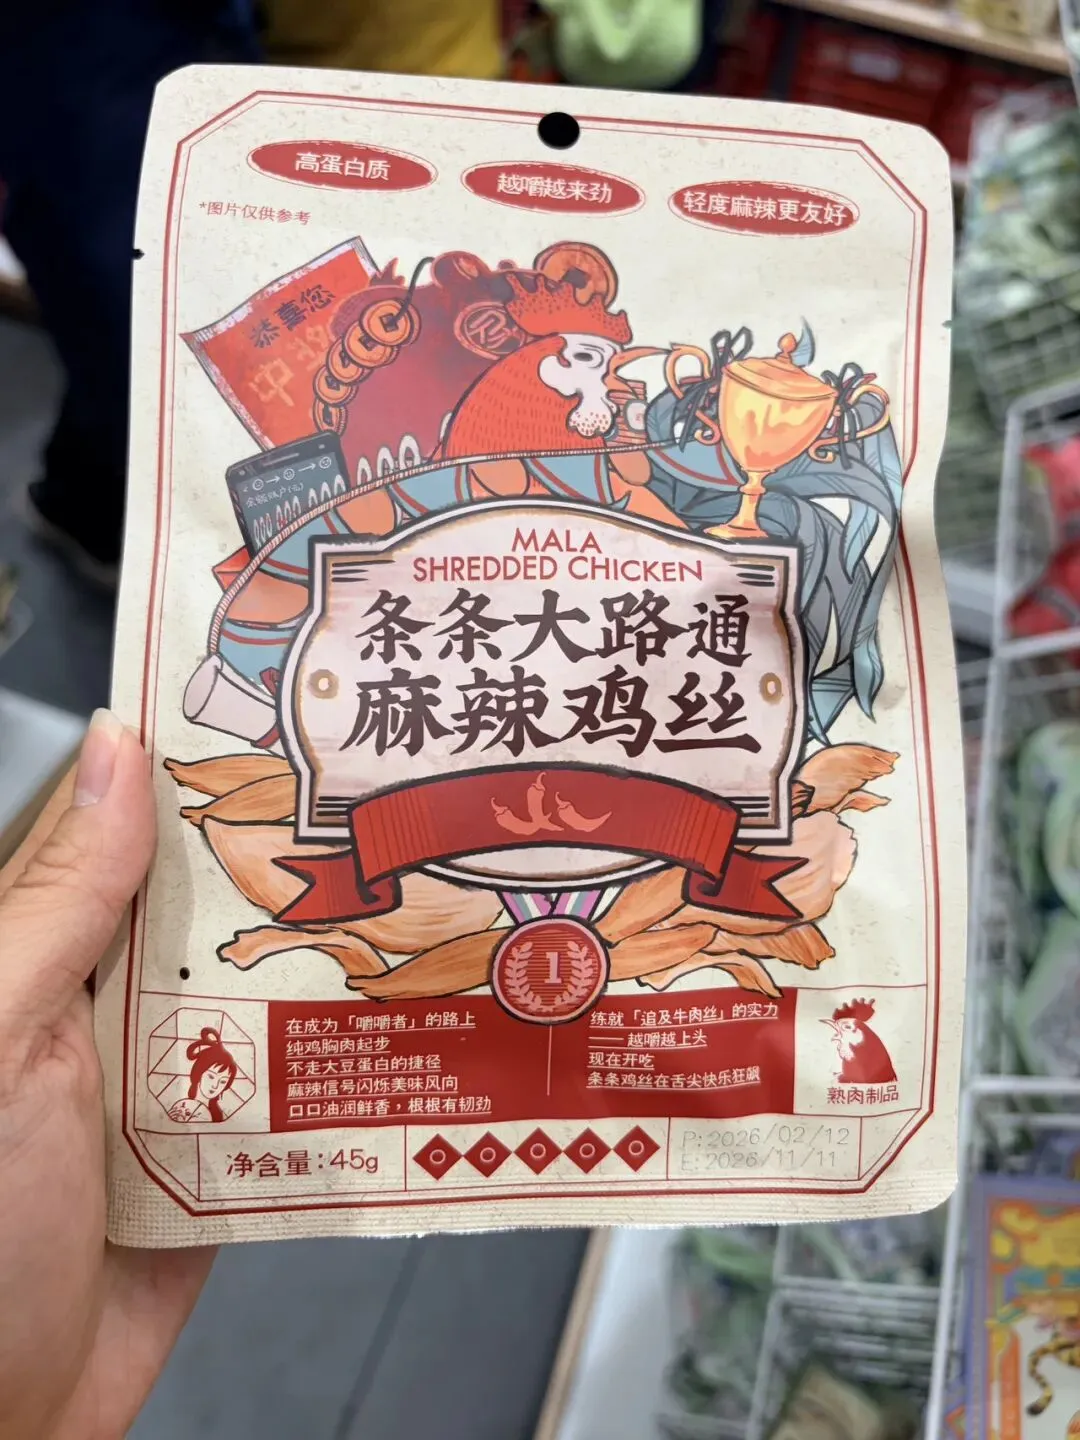 高蛋白质
越嚼越来劲
轻度麻辣更友好
*图片仅供参考
恭喜您
中
余额账户(元)
MALA
SHREDDED CHICKEN
条条大路通
麻辣鸡丝
1
在成为「嚼嚼者」的路上
纯鸡胸肉起步
不走大豆蛋白的捷径
麻辣信号闪烁美味风向
口口油润鲜香，根根有韧劲
练就「追及牛肉丝」的实力
——越嚼越上头
现在开吃
条条鸡丝在舌尖快乐狂飙
熟肉制品
净含量：45g
P:2026/02/12
E:2026/11/11